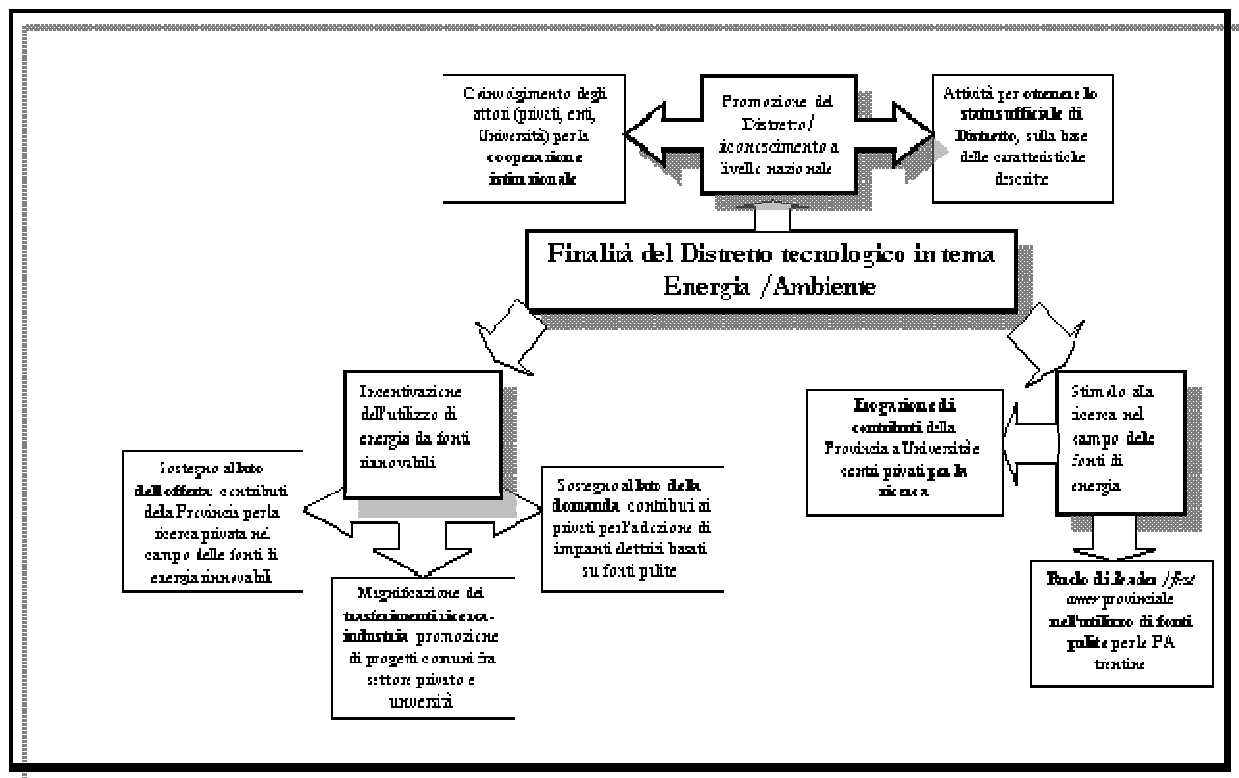 Coinvolgimento degli
attori (privati, enti,
Università) per la
cooperazione
istituzionale
Promozione del
Distretto/
riconoscimento a
livello nazionale
Attività per ottenere lo
status ufficiale di
Distretto, sulla base
delle caratteristiche
descritte
Finalità del Distretto tecnologico in tema
Energia /Ambiente
Incentivazione
dell'utilizzo di
energia da fonti
rinnovabili
Sostegno al lato
dell'offerta: contributi
della Provincia per la
ricerca privata nel
campo delle fonti di
energia rinnovabili
Magnificazione dei
trasferimenti ricerca-
industria: promozione
di progetti comuni fra
settore privato e
università
Sostegno al lato della
domanda: contributi ai
privati per l'adozione di
impianti elettrici basati
su fonti pulite
Erogazione di
contributi della
Provincia a Università e
centri privati per la
ricerca
Stimolo alla
ricerca nel
campo delle
fonti di
energia
Ruolo di leader /first
mover provinciale
nell'utilizzo di fonti
pulite per le PA
trentine